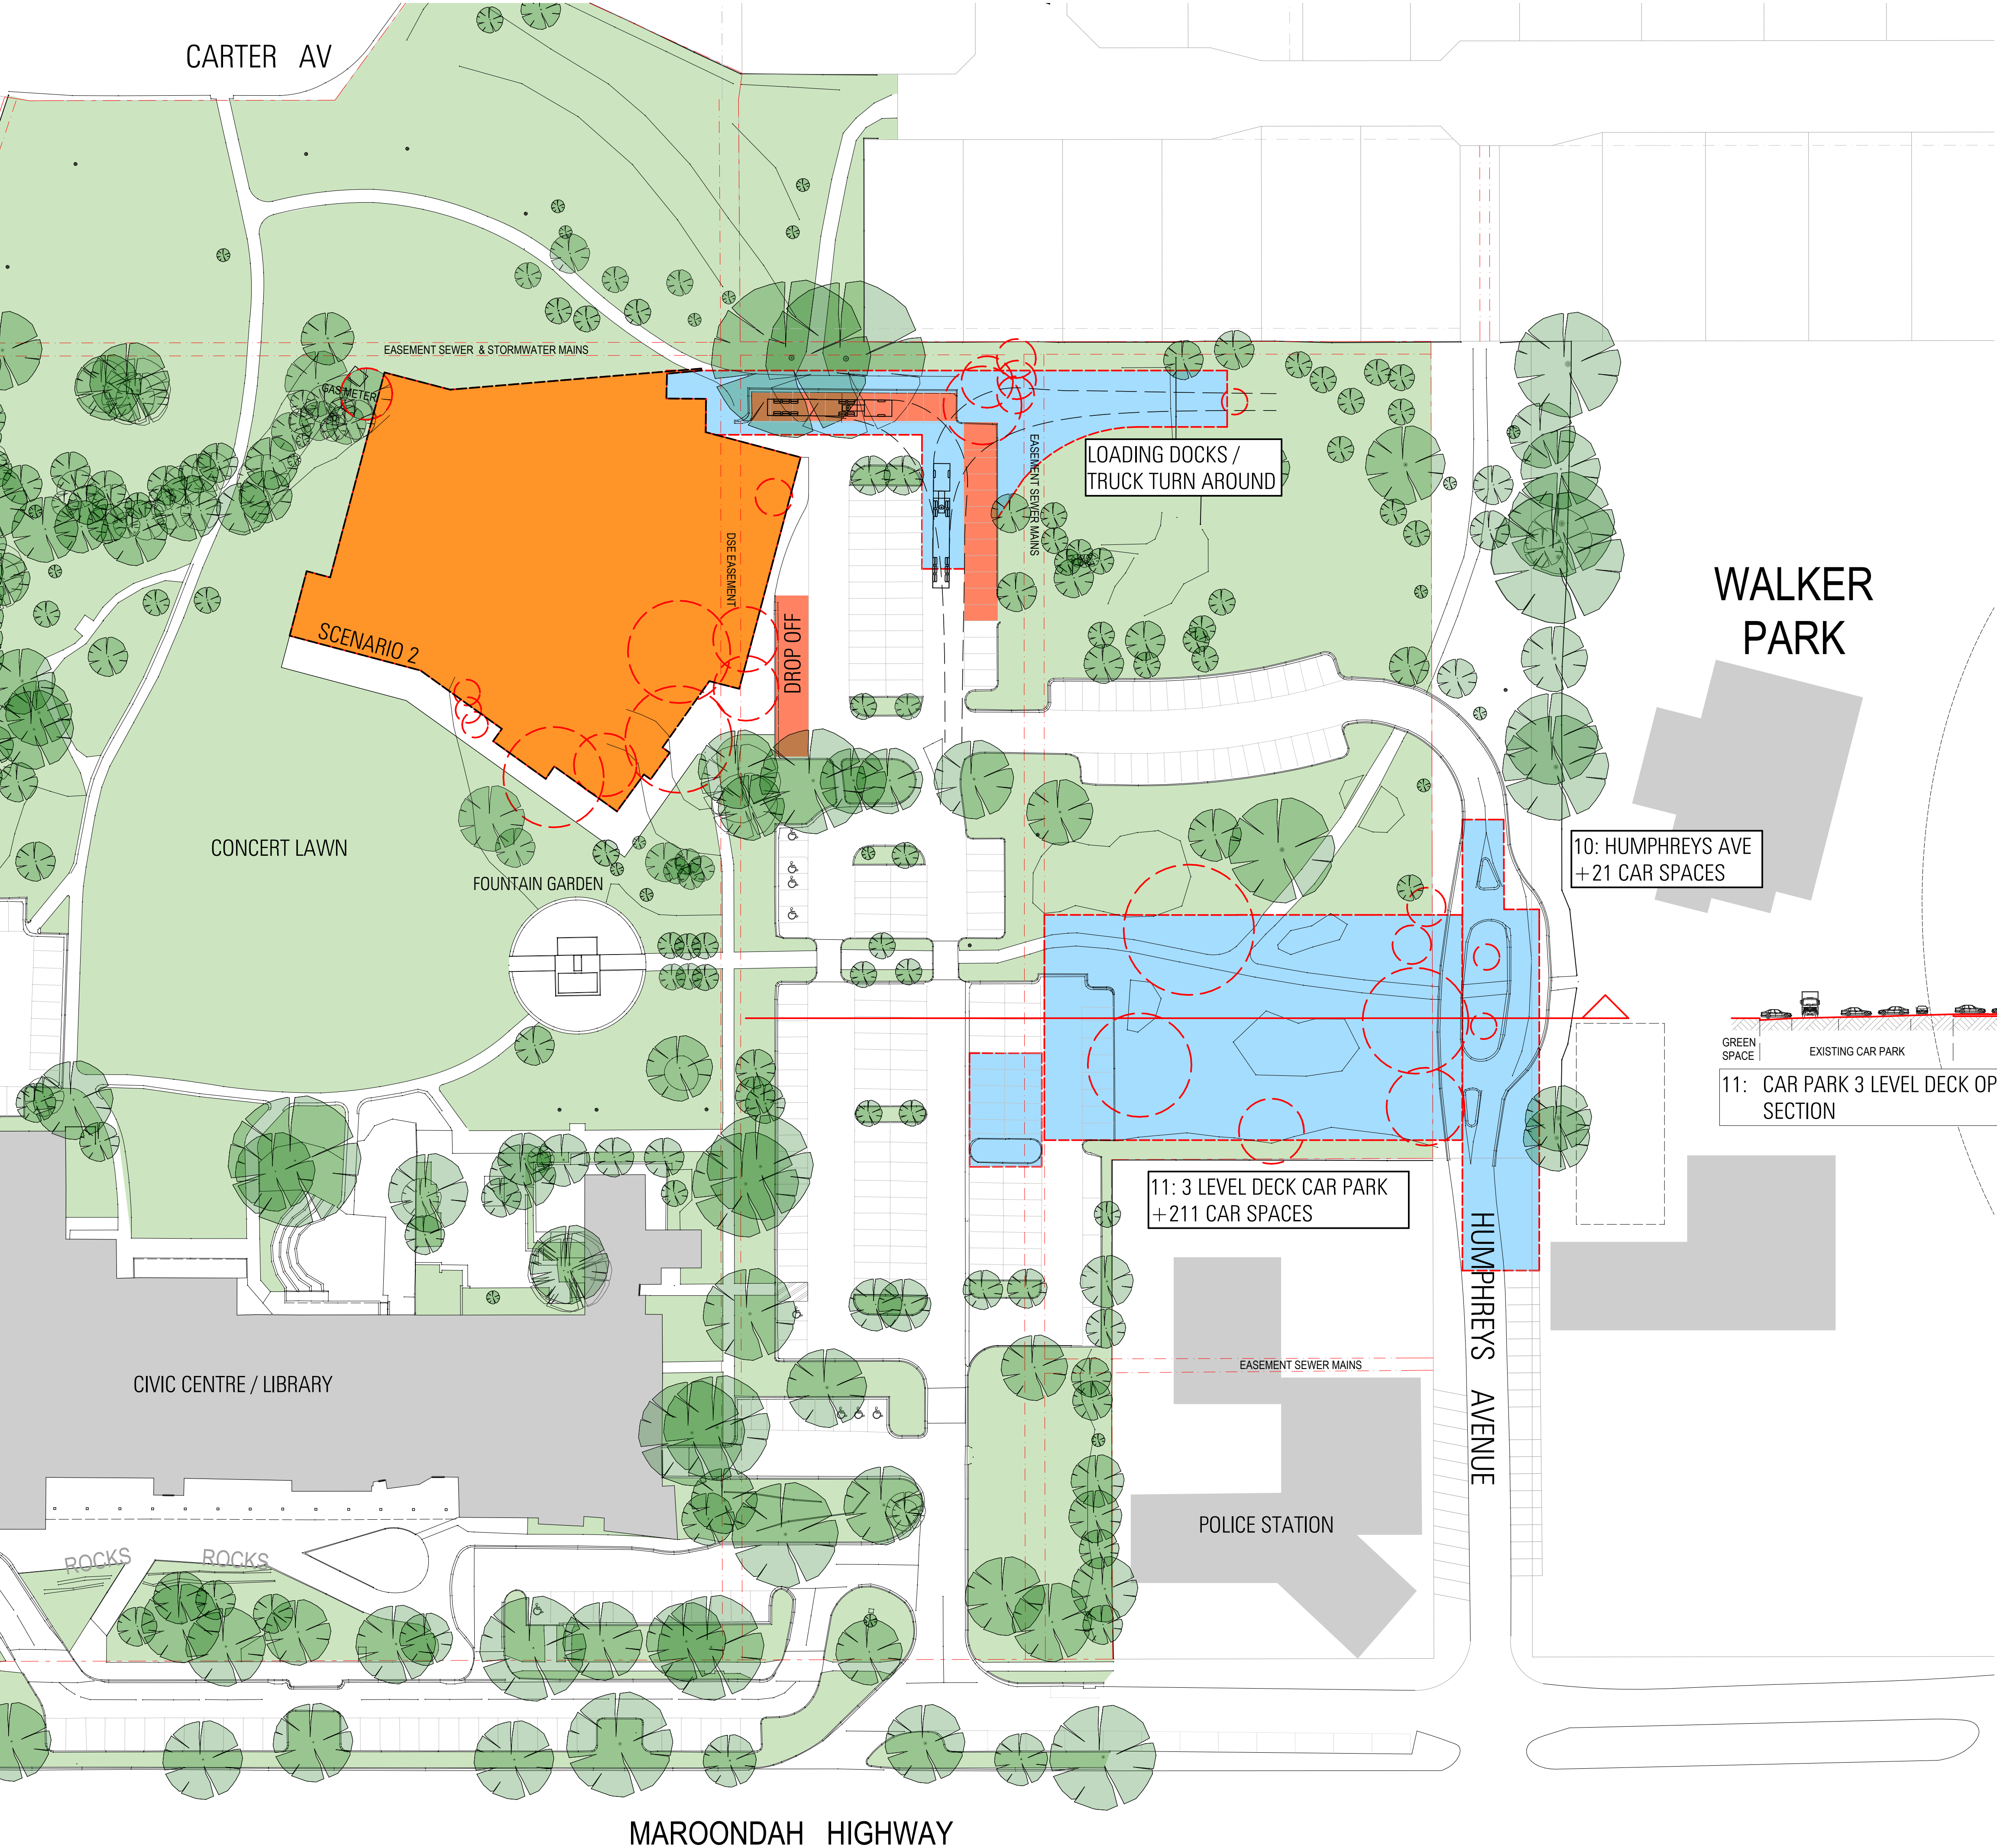 CARTER AV
EASEMENT SEWER & STORMWATER MAINS
GAS METER
LOADING DOCKS /
TRUCK TURN AROUND
EASEMENT SEWER MAINS
DSE EASEMENT
WALKER
PARK
SCENARIO 2
DROP OFF
CONCERT LAWN
10: HUMPHREYS AVE
+21 CAR SPACES
FOUNTAIN GARDEN
GREEN
SPACE
EXISTING CAR PARK
11: CAR PARK 3 LEVEL DECK OP
SECTION
11: 3 LEVEL DECK CAR PARK
+211 CAR SPACES
HUMPHREYS AVENUE
EASEMENT SEWER MAINS
CIVIC CENTRE / LIBRARY
POLICE STATION
ROCKS
ROCKS
MAROONDAH HIGHWAY